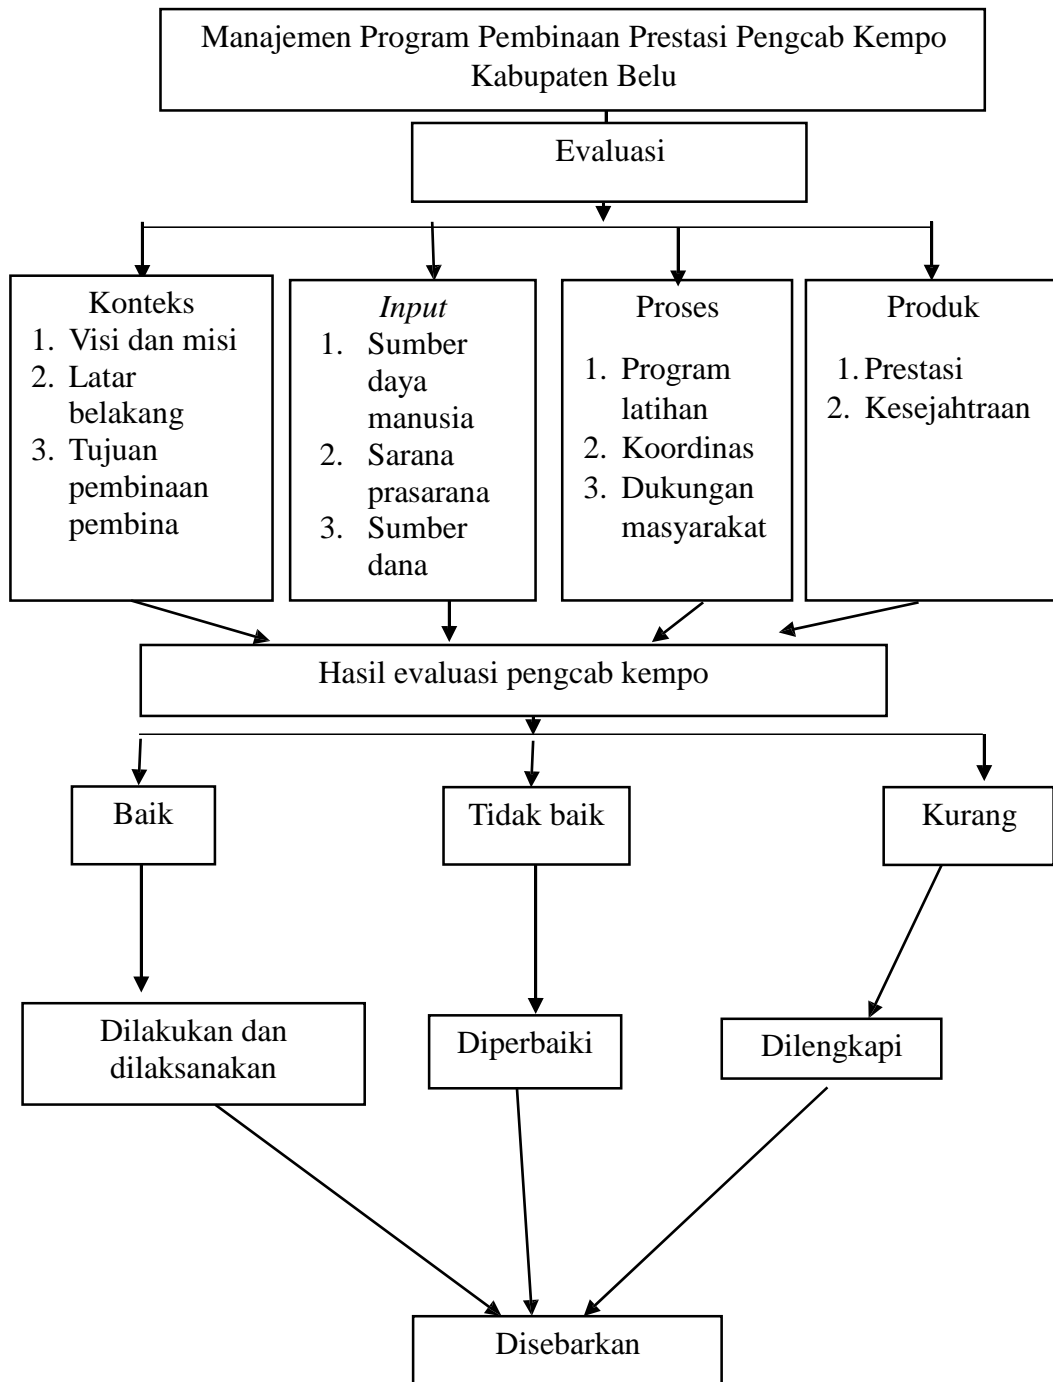 Manajemen Program Pembinaan Prestasi Pengcab Kempo
Kabupaten Belu
Evaluasi
Konteks
1. Visi dan misi
2. Latar
belakang
3. Tujuan
pembinaan
pembina
Input
1. Sumber
daya
manusia
2. Sarana
prasarana
3. Sumber
dana
Proses
1. Program
latihan
2. Koordinas
3. Dukungan
masyarakat
Produk
1. Prestasi
2. Kesejahtraan
Hasil evaluasi pengcab kempo
Baik
Tidak baik
Kurang
Dilakukan dan
dilaksanakan
Diperbaiki
Dilengkapi
Disebarkan